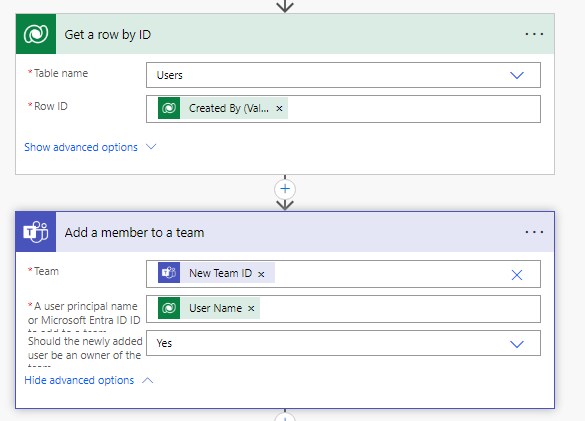 Get a row by ID
...
* Table name
Users
* Row ID
Created By (Val... ×
Show advanced options
Add a member to a team
...
* Team
New Team ID ×
* A user principal name
or Microsoft Entra ID ID
User Name ×
Should the newly added
user be an owner of the
Yes
Hide advanced options